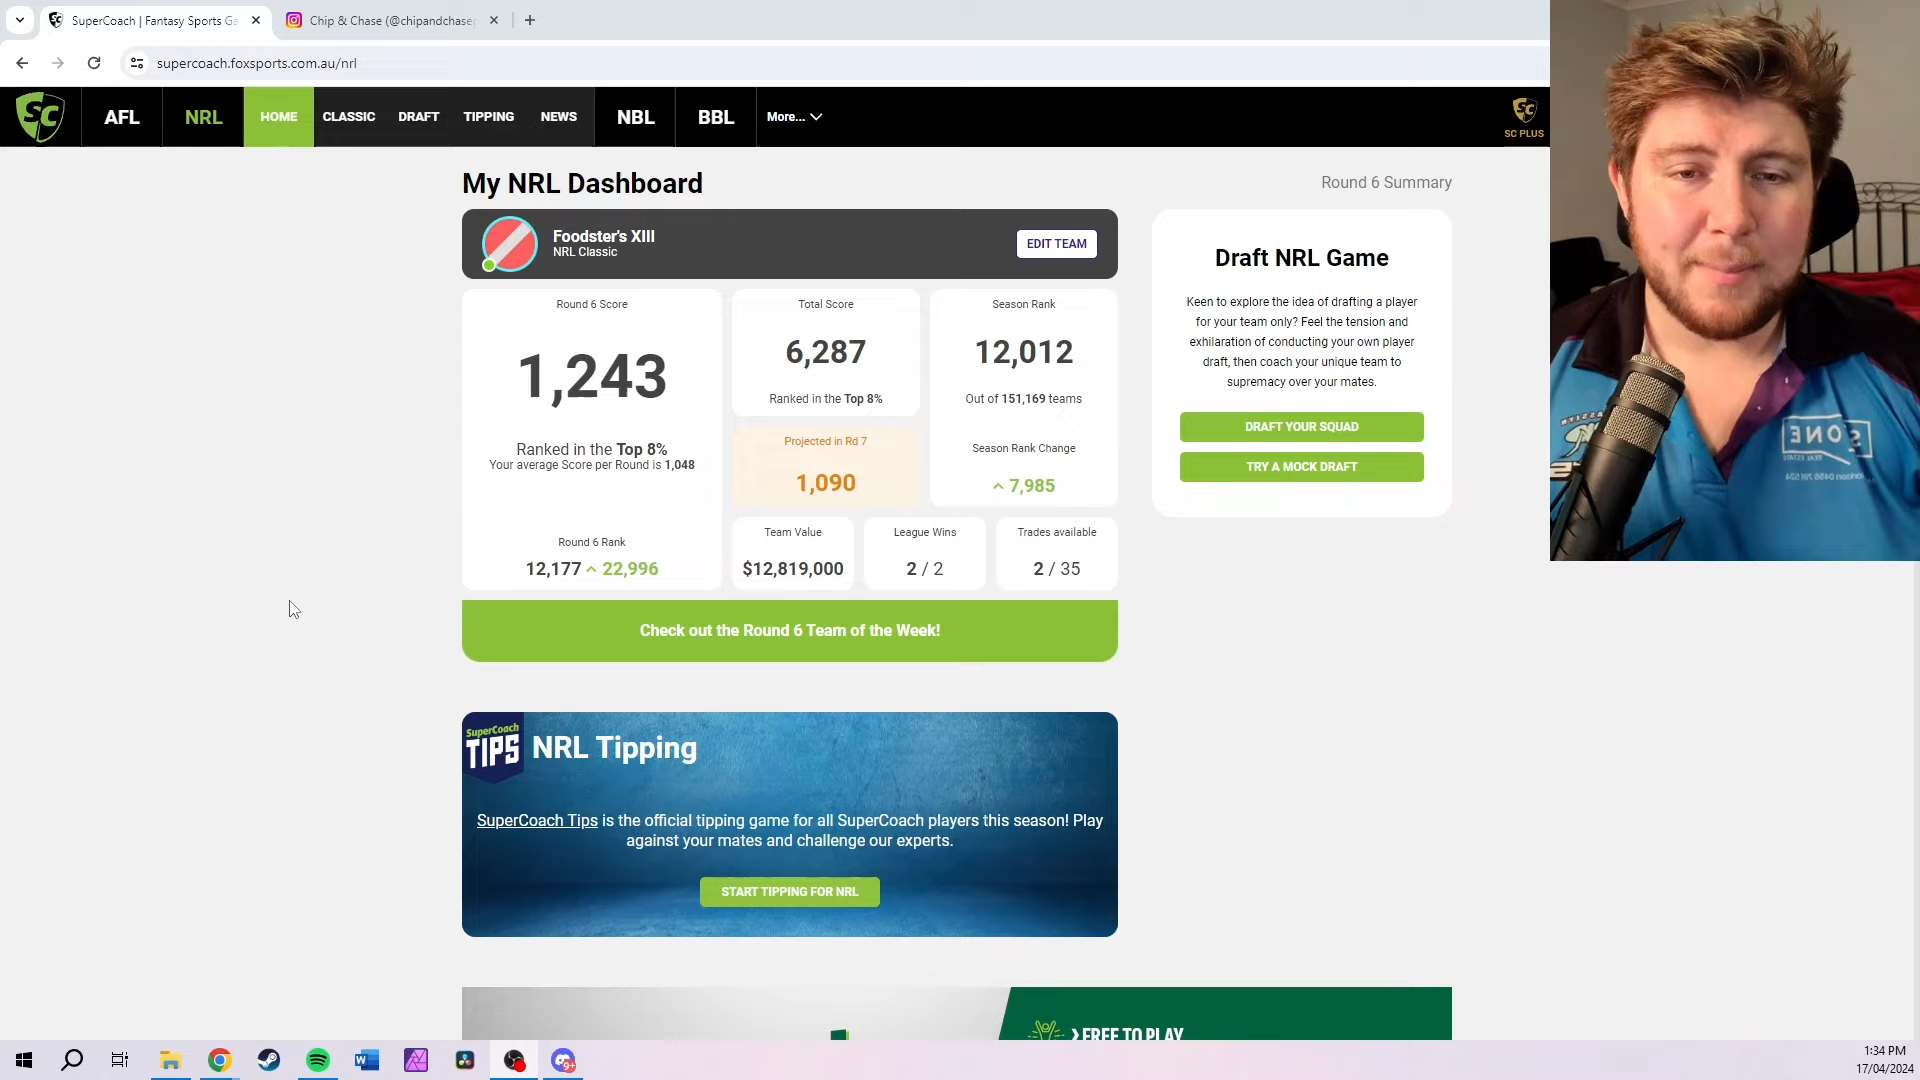 SuperCoach | Fantasy Sports Ga
Chip & Chase (@chipandchase
supercoach.foxsports.com.au/nrl
SC
AFL
NRL
HOME
CLASSIC
DRAFT
TIPPING
NEWS
NBL
BBL
More...
SC
SC PLUS
My NRL Dashboard
Round 6 Summary
Foodster's XIII
NRL Classic
EDIT TEAM
Round 6 Score
1,243
Ranked in the Top 8%
Your average Score per Round is 1,048
Round 6 Rank
12,177 22,996
Total Score
6,287
Ranked in the Top 8%
Projected in Rd 7
1,090
Season Rank
12,012
Out of 151,169 teams
Season Rank Change
7,985
Team Value
$12,819,000
League Wins
2 / 2
Trades available
2 / 35
Check out the Round 6 Team of the Week!
Draft NRL Game
Keen to explore the idea of drafting a player
for your team only? Feel the tension and
exhilaration of conducting your own player
draft, then coach your unique team to
supremacy over your mates.
DRAFT YOUR SQUAD
TRY A MOCK DRAFT
SuperCoach
TIPS
NRL Tipping
SuperCoach Tips is the official tipping game for all SuperCoach players this season! Play
against your mates and challenge our experts.
START TIPPING FOR NRL
FREE TO PLAY
S ONE
9+
1:34 PM
17/04/2024